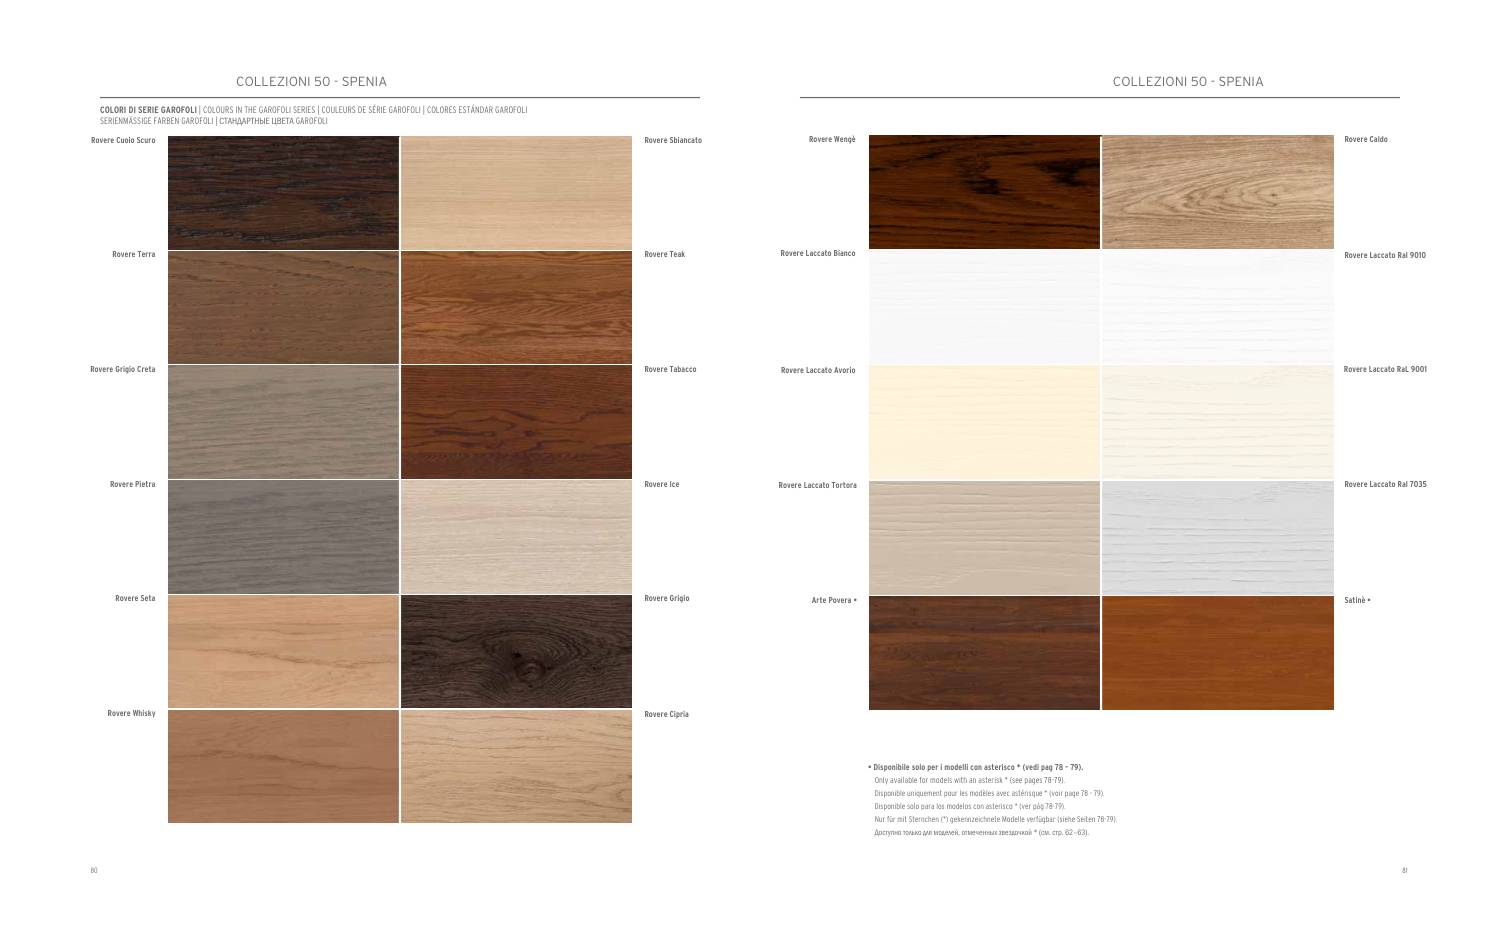 COLLEZIONI 50 - SPENIA
COLORI DI SERIE GAROFOLI | COLOURS IN THE GAROFOLI SERIES | COULEURS DE SÉRIE GAROFOLI | COLORES ESTÁNDAR GAROFOLI
SERIENMÄSSIGE FARBEN GAROFOLI | СТАНДАРТНЫЕ ЦВЕТА GAROFOLI
Rovere Cuoio Scuro
Rovere Sbiancato
Rovere Terra
Rovere Teak
Rovere Grigio Creta
Rovere Tabacco
Rovere Pietra
Rovere Ice
Rovere Seta
Rovere Grigio
Rovere Whisky
Rovere Cipria
80
COLLEZIONI 50 - SPENIA
Rovere Wengè
Rovere Caldo
Rovere Laccato Bianco
Rovere Laccato Ral 9010
Rovere Laccato Avorio
Rovere Laccato RaL 9001
Rovere Laccato Tortora
Rovere Laccato Ral 7035
Arte Povera •
Satinè •
• Disponibile solo per i modelli con asterisco * (vedi pag 78 - 79).
Only available for models with an asterisk * (see pages 78-79).
Disponible uniquement pour les modèles avec astérisque * (voir page 78 - 79).
Disponible solo para los modelos con asterisco * (ver pág 78-79).
Nur für mit Sternchen (*) gekennzeichnete Modelle verfügbar (siehe Seiten 78-79).
Доступно только для моделей, отмеченных звездочкой * (см. стр. 62-63).
81